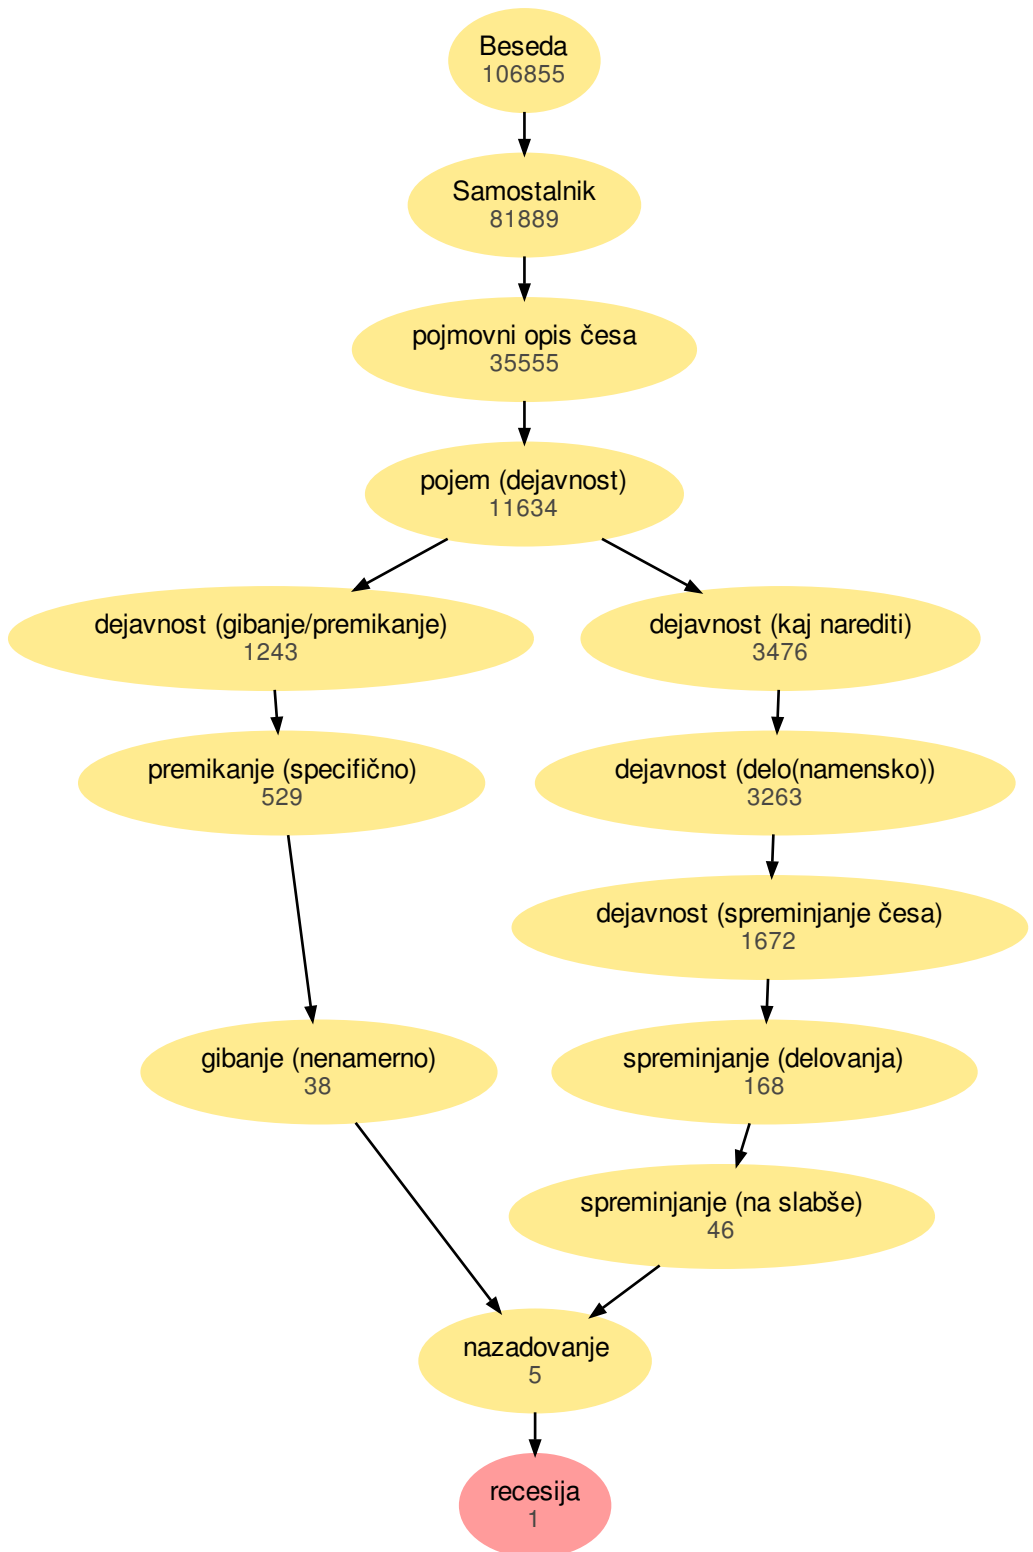 Beseda
106855
Samostalnik
81889
pojmovni opis česa
35555
pojem (dejavnost)
11634
dejavnost (gibanje/premikanje)
1243
dejavnost (kaj narediti)
3476
premikanje (specifično)
529
dejavnost (delo(namensko))
3263
dejavnost (spreminjanje česa)
1672
gibanje (nenamerno)
38
spreminjanje (delovanja)
168
spreminjanje (na slabše)
46
nazadovanje
5
recesija
1